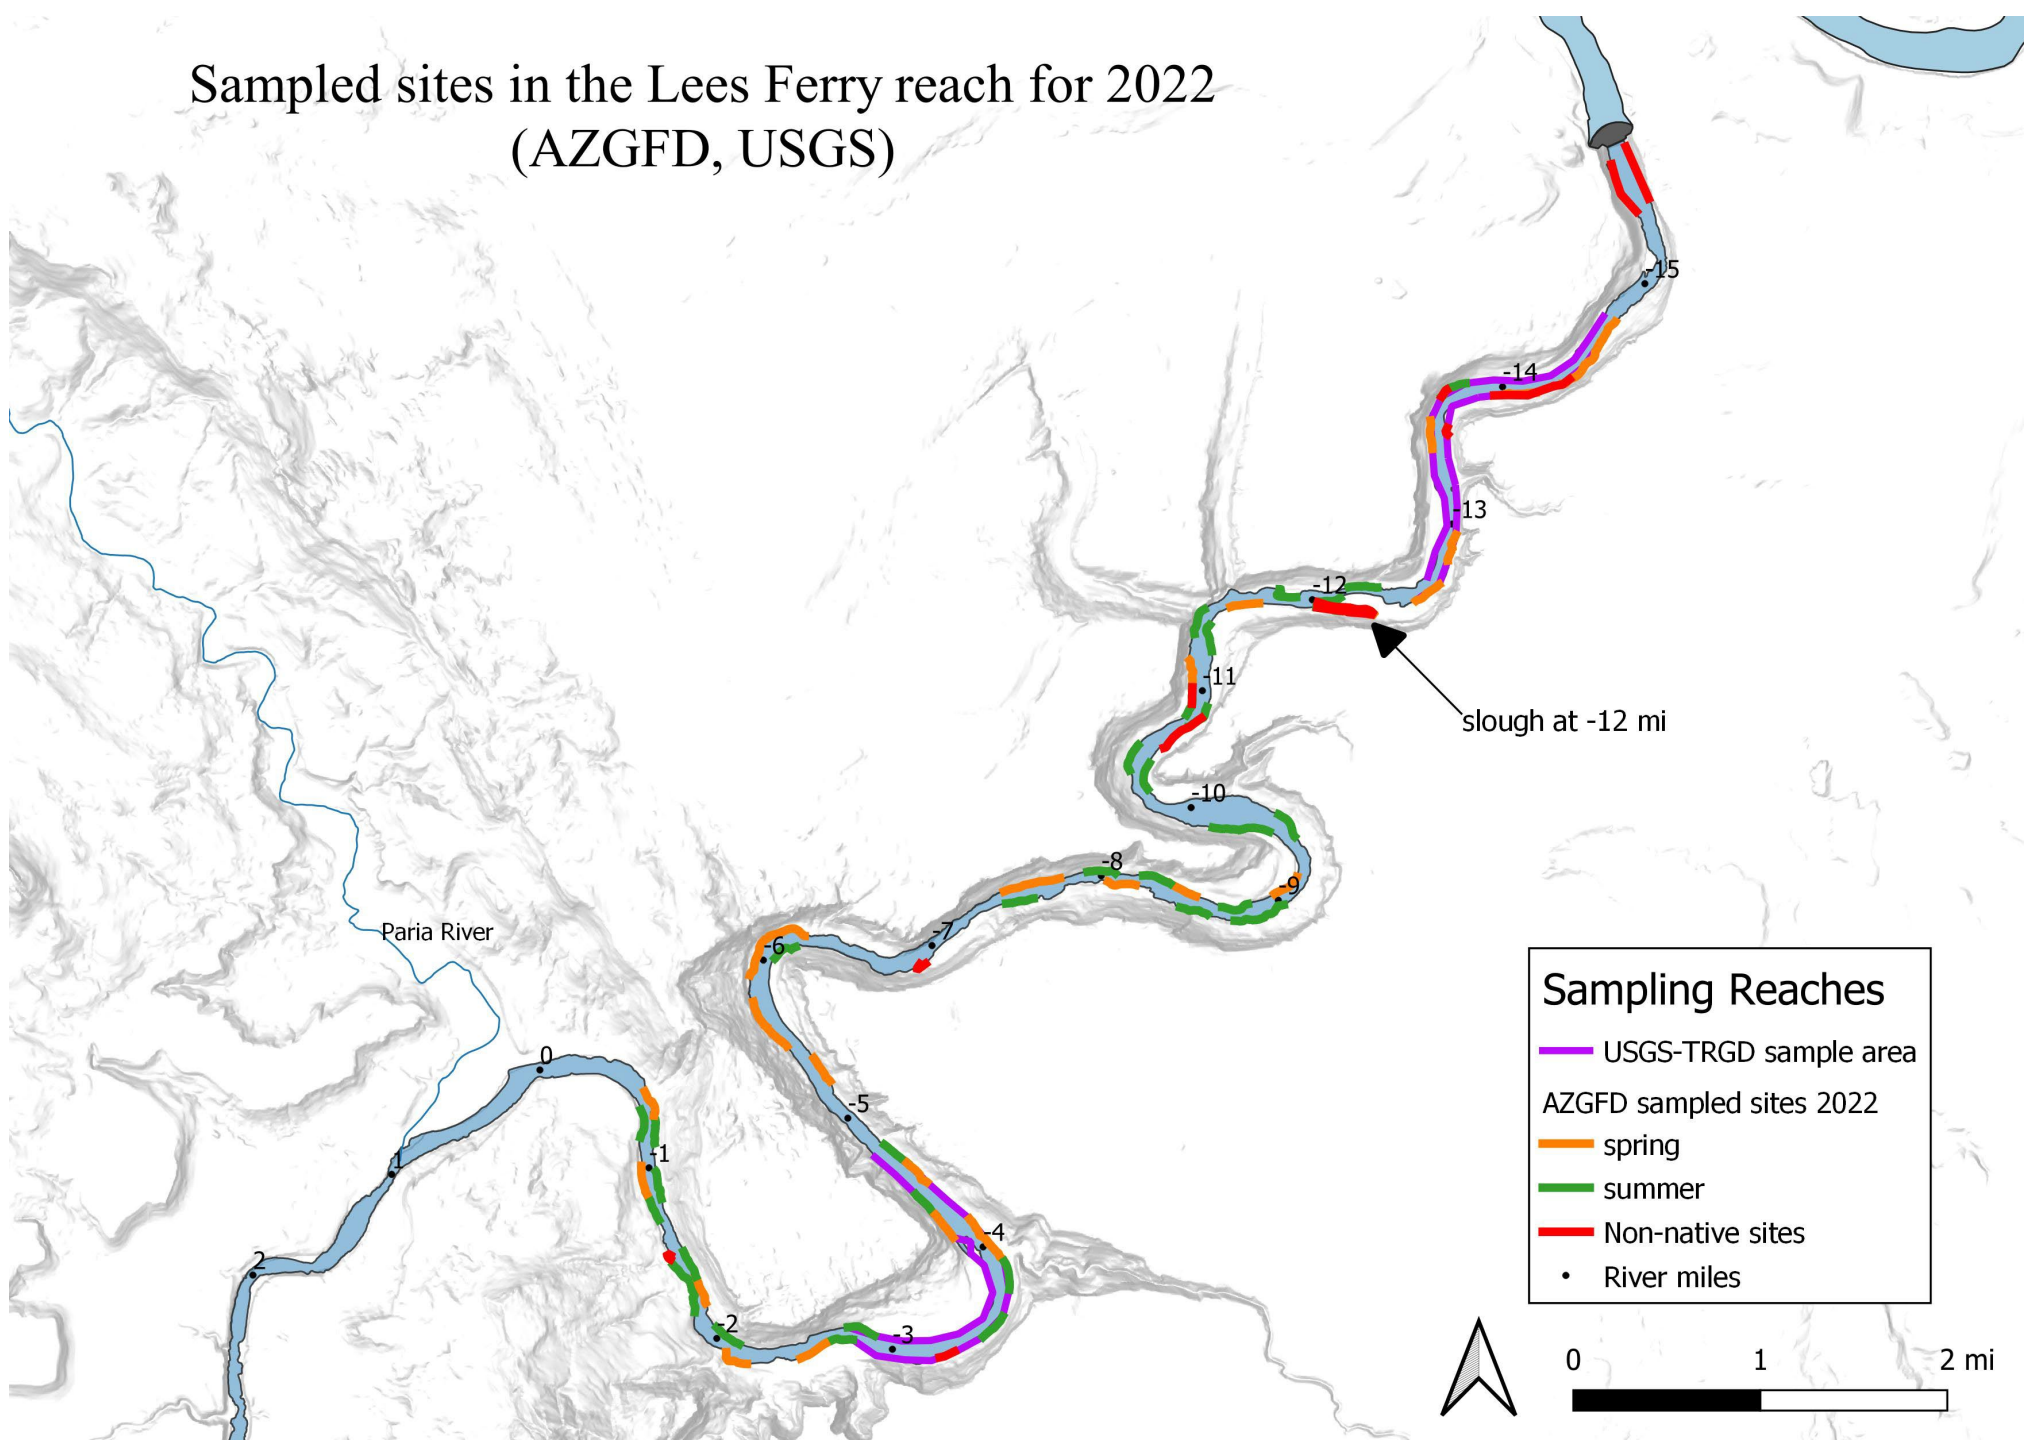 Sampled sites in the Lees Ferry reach for 2022
(AZGFD, USGS)
-15
-14
-13
-12
-11
slough at -12 mi
-10
-8
-9
Paria River
-7
-6
0
-5
-1
1
-4
2
-2
-3
Sampling Reaches
USGS-TRGD sample area
AZGFD sampled sites 2022
spring
summer
Non-native sites
River miles
0 1 2 mi